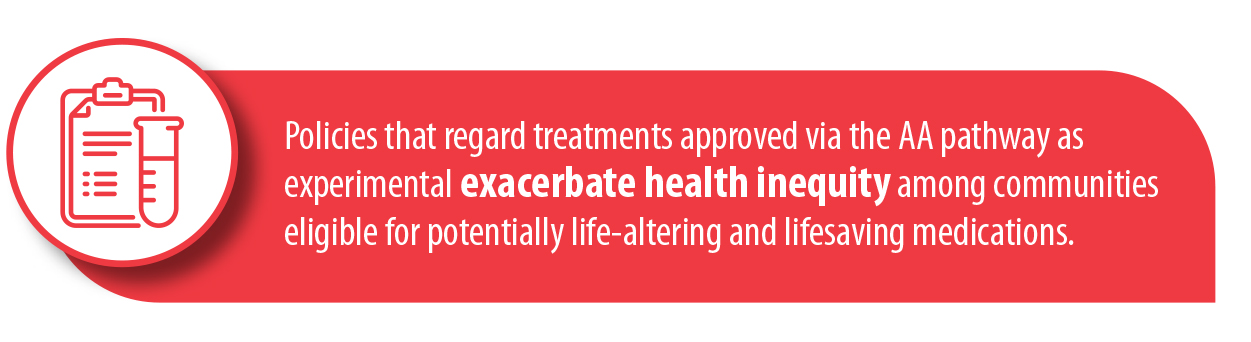 Policies that regard treatments approved via the AA pathway as
experimental exacerbate health inequity among communities
eligible for potentially life-altering and lifesaving medications.